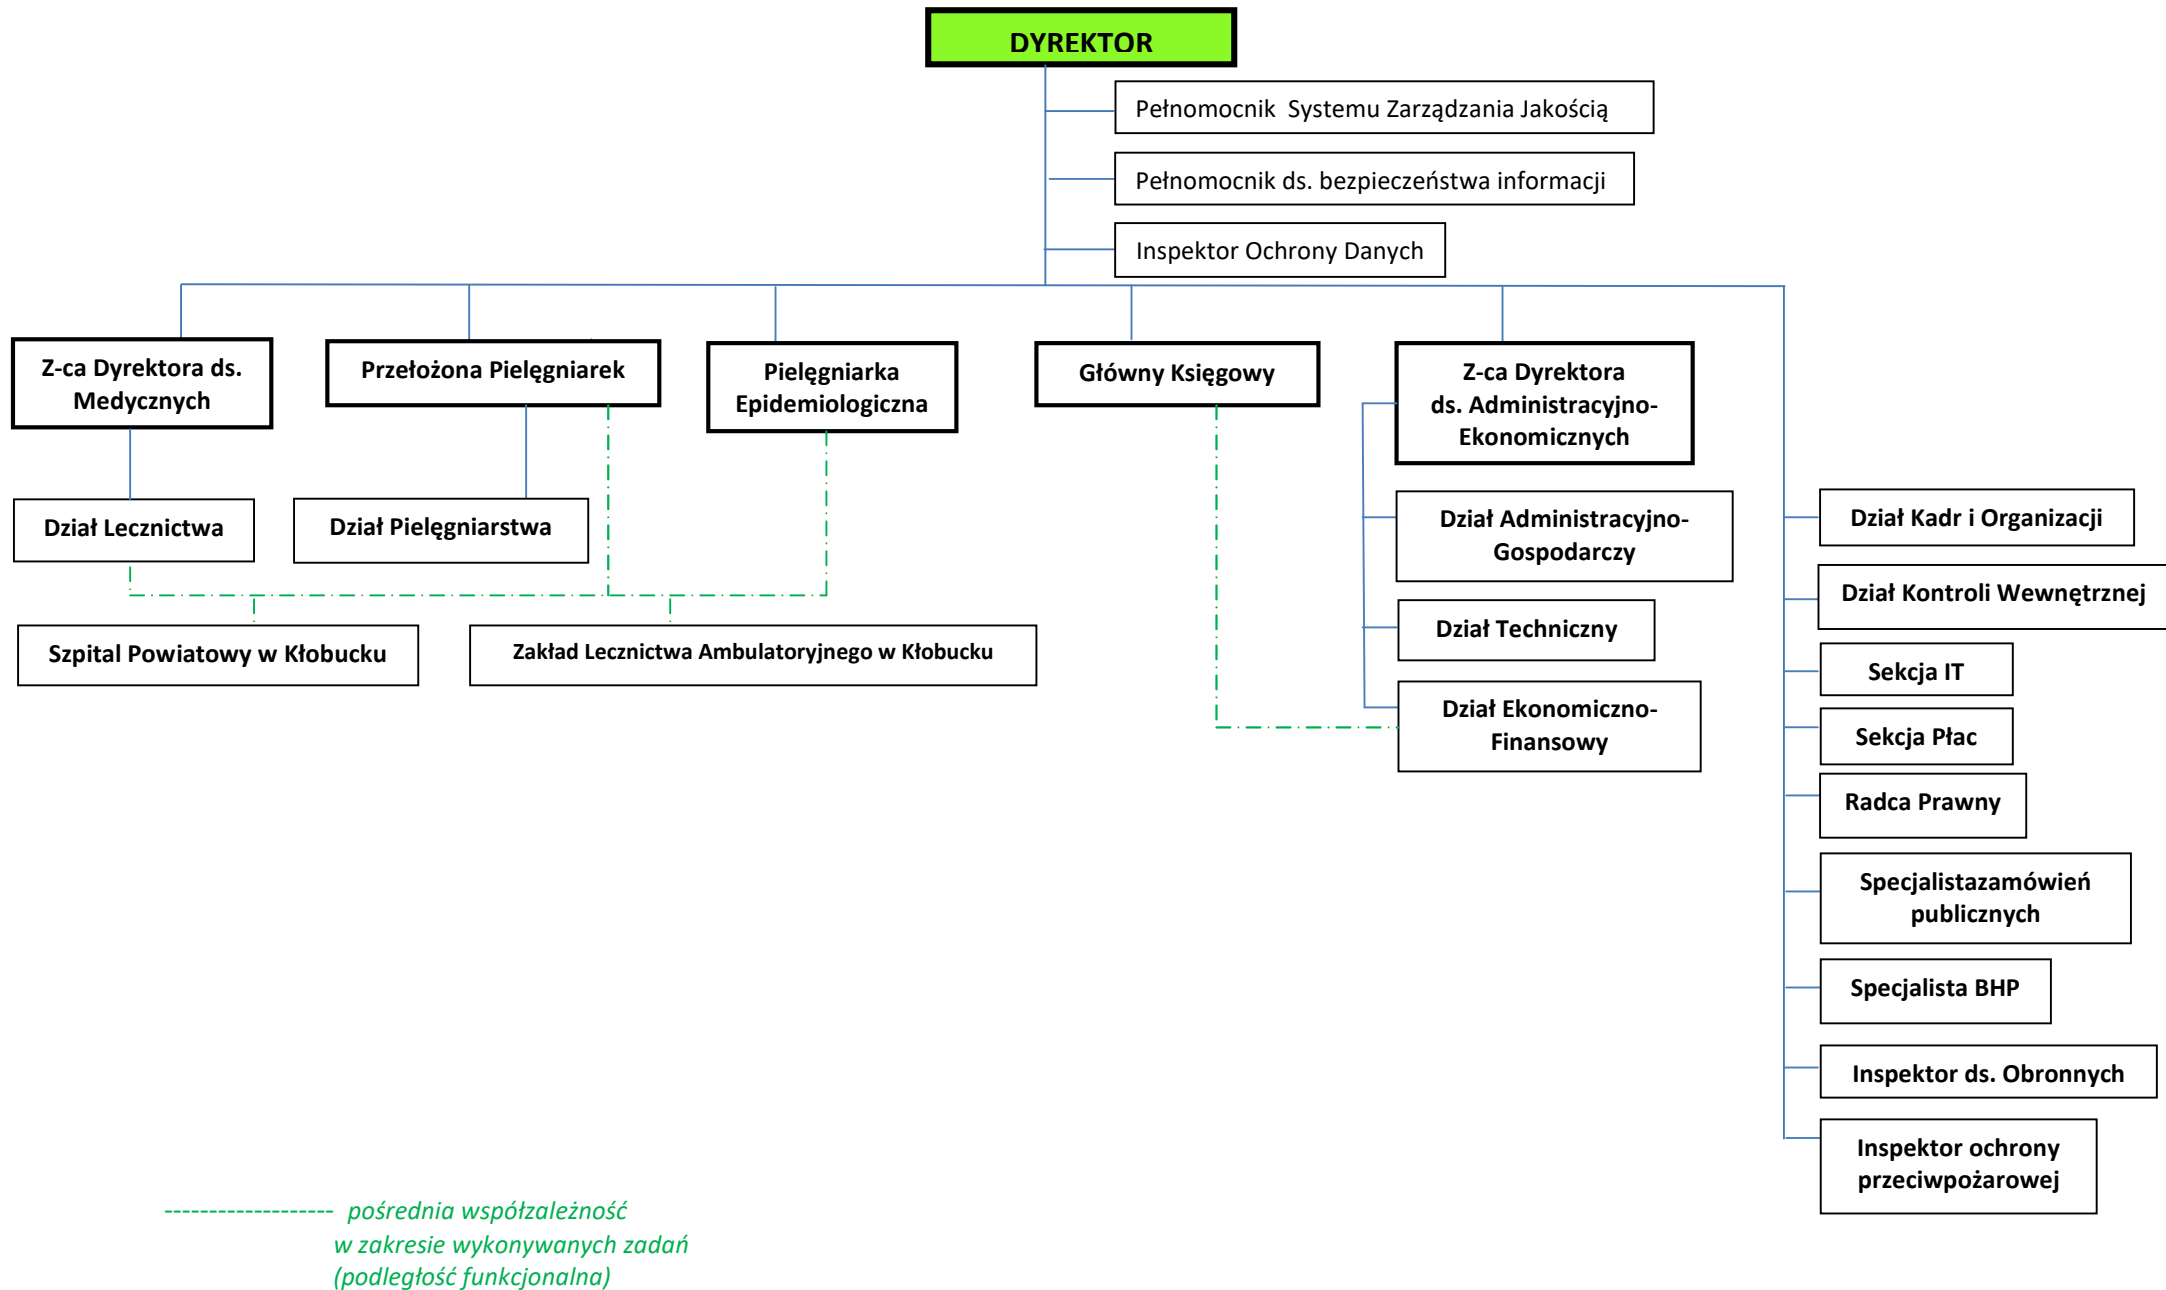 DYREKTOR
Pełnomocnik  Systemu Zarządzania Jakością
Pełnomocnik ds. bezpieczeństwa informacji
Inspektor Ochrony Danych
Z-ca Dyrektora ds.
Medycznych
Przełożona Pielęgniarek
Pielęgniarka
Epidemiologiczna
Główny Księgowy
Z-ca Dyrektora
ds. Administracyjno-
Ekonomicznych
Dział Lecznictwa
Dział Pielęgniarstwa
Dział Administracyjno-
Gospodarczy
Dział Techniczny
Dział Ekonomiczno-
Finansowy
Szpital Powiatowy w Kłobucku
Zakład Lecznictwa Ambulatoryjnego w Kłobucku
Dział Kadr i Organizacji
Dział Kontroli Wewnętrznej
Sekcja IT
Sekcja Płac
Radca Prawny
Specjalistazamówień
publicznych
Specjalista BHP
Inspektor ds. Obronnych
Inspektor ochrony
przeciwpożarowej
------------------- pośrednia współzależność
w zakresie wykonywanych zadań
(podległość funkcjonalna)